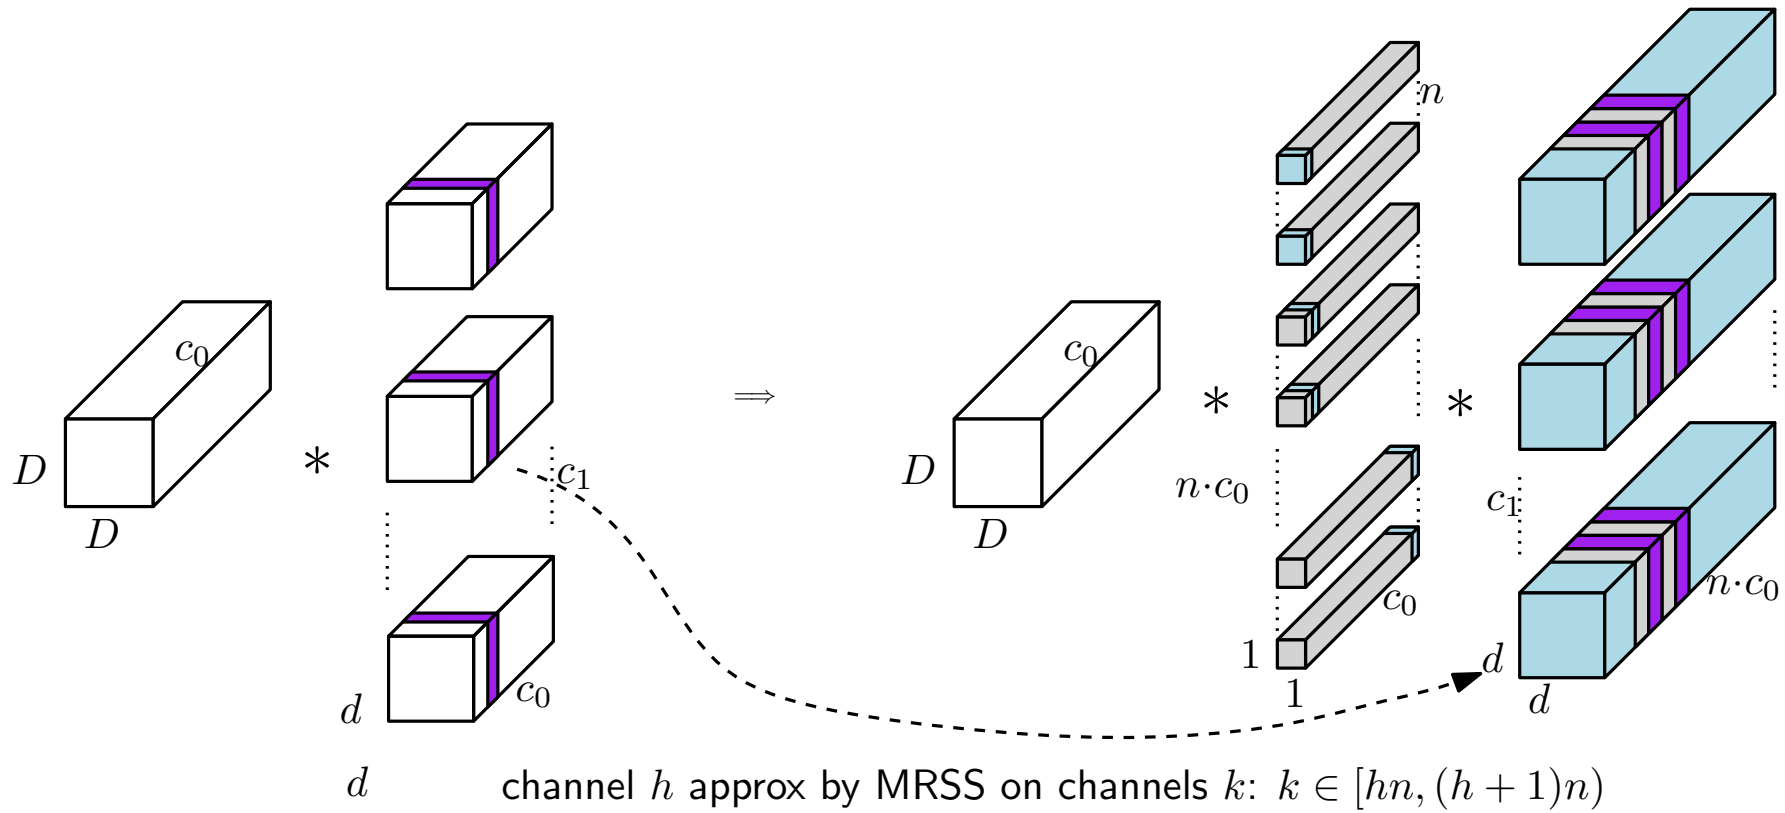 n
c₀
c₀
⟹
*
*
*
D
c₁
D
n·c₀
c₁
D
D
n·c₀
c₀
1
d
c₀
1
d
d
d
channel h approx by MRSS on channels k: k ∈ [hn, (h + 1)n)